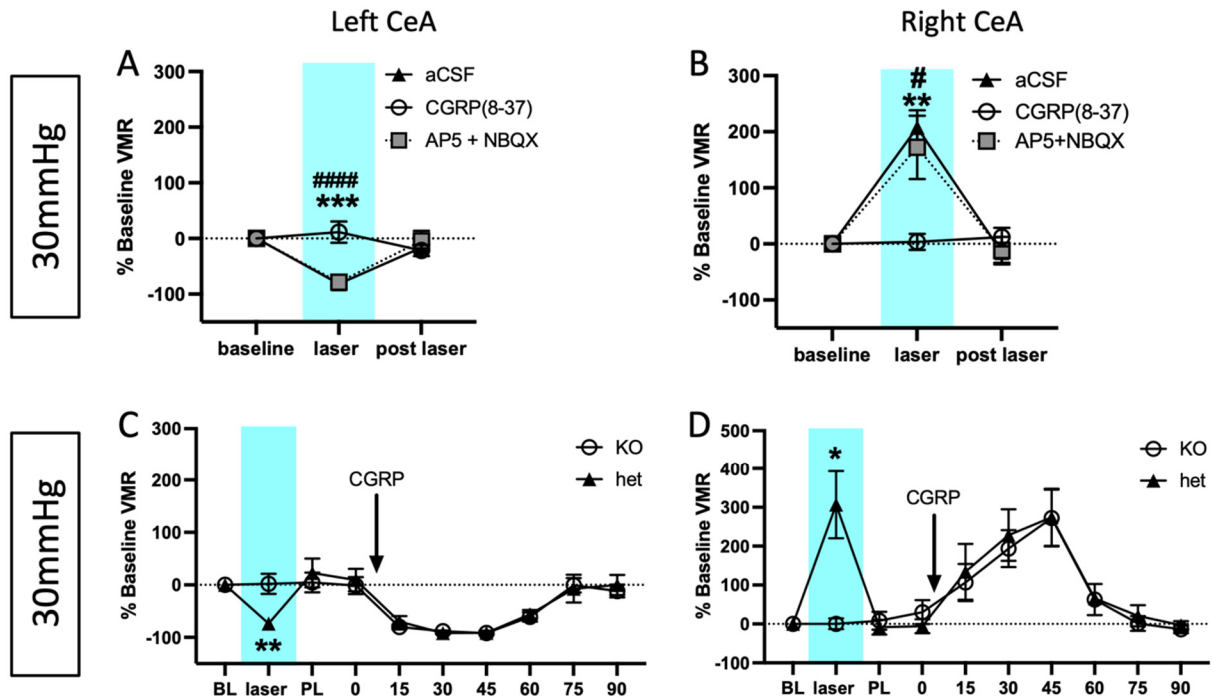 Left CeA
Right CeA
30mmHg
A
300
200
100
0
-100
% Baseline VMR
aCSF
CGRP(8-37)
AP5 + NBQX
####
***
baseline
laser
post laser
B
300
200
100
0
-100
% Baseline VMR
#
**
aCSF
CGRP(8-37)
AP5+NBQX
baseline
laser
post laser
30mmHg
C
300
200
100
0
-100
% Baseline VMR
KO
het
CGRP
**
BL
laser
PL
0
15
30
45
60
75
90
D
500
400
300
200
100
0
-100
% Baseline VMR
*
KO
het
CGRP
BL
laser
PL
0
15
30
45
60
75
90